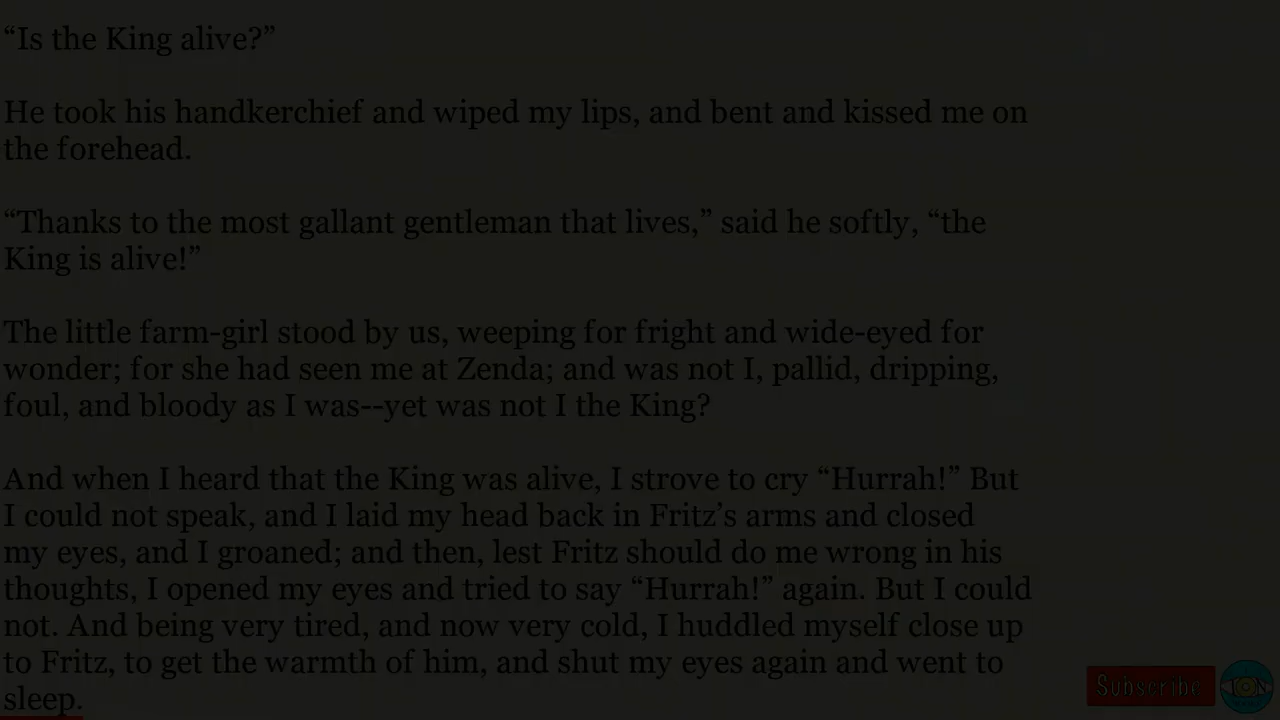 “Is the King alive?”
He took his handkerchief and wiped my lips, and bent and kissed me on
the forehead.
“Thanks to the most gallant gentleman that lives,” said he softly, “the
King is alive!”
The little farm-girl stood by us, weeping for fright and wide-eyed for
wonder; for she had seen me at Zenda; and was not I, pallid, dripping,
foul, and bloody as I was--yet was not I the King?
And when I heard that the King was alive, I strove to cry “Hurrah!” But
I could not speak, and I laid my head back in Fritz’s arms and closed
my eyes, and I groaned; and then, lest Fritz should do me wrong in his
thoughts, I opened my eyes and tried to say “Hurrah!” again. But I could
not. And being very tired, and now very cold, I huddled myself close up
to Fritz, to get the warmth of him, and shut my eyes again and went to
sleep.
Subscribe